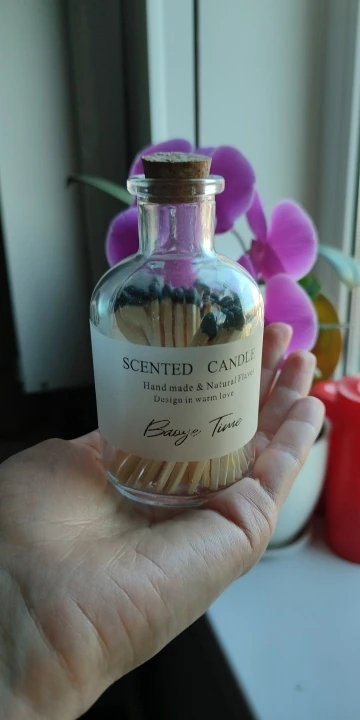 SCENTED CANDLE
Hand made & Natural Flavor
Design in warm love
Baoye Time